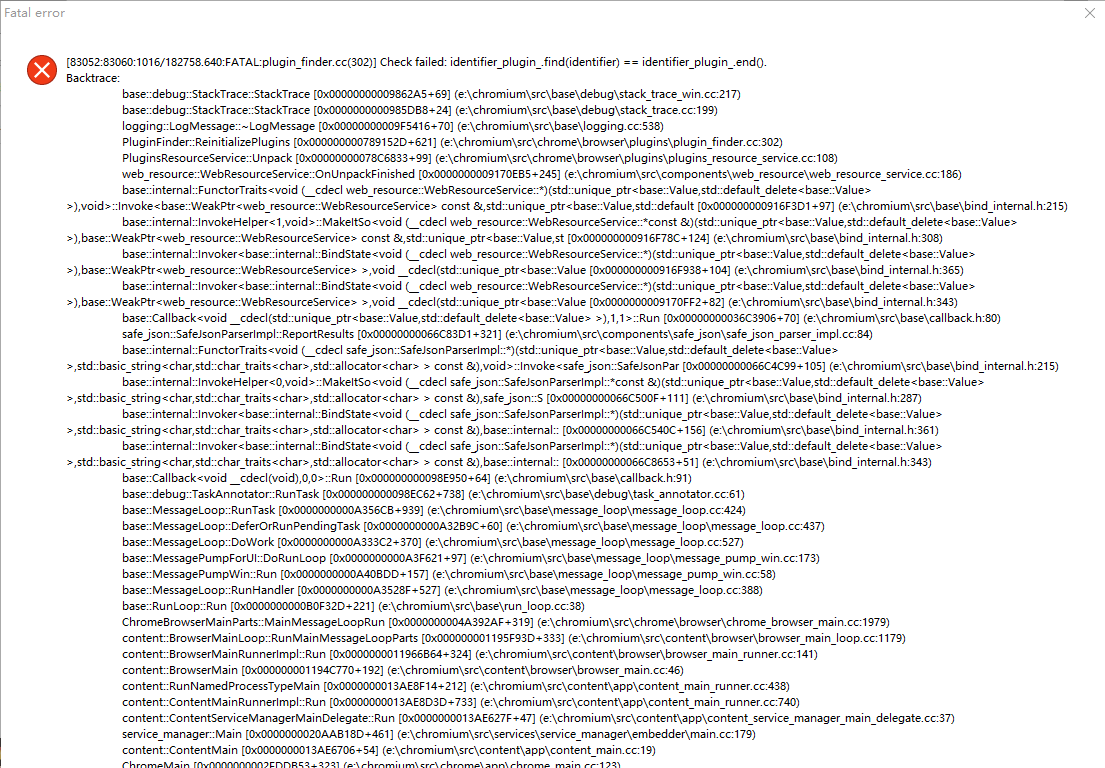 Fatal error
[83052:83060:1016/182758.640:FATAL:plugin_finder.cc(302)] Check failed: identifier_plugin_.find(identifier) == identifier_plugin_.end().
Backtrace:
base::debug::StackTrace::StackTrace [0x0000000009862A5+69] (e:\chromium\src\base\debug\stack_trace_win.cc:217)
base::debug::StackTrace::StackTrace [0x000000000985DB8+24] (e:\chromium\src\base\debug\stack_trace.cc:199)
logging::LogMessage::~LogMessage [0x00000000009F5416+70] (e:\chromium\src\base\logging.cc:538)
PluginFinder::ReinitializePlugins [0x000000000789152D+621] (e:\chromium\src\chrome\browser\plugins\plugin_finder.cc:302)
PluginsResourceService::Unpack [0x00000000078C6833+99] (e:\chromium\src\chrome\browser\plugins\plugins_resource_service.cc:108)
web_resource::WebResourceService::OnUnpackFinished [0x0000000009170EB5+245] (e:\chromium\src\components\web_resource\web_resource_service.cc:186)
base::internal::FunctorTraits<void (__cdecl web_resource::WebResourceService::*)(std::unique_ptr<base::Value,std::default_delete<base::Value>
>),void>::Invoke<base::WeakPtr<web_resource::WebResourceService> const &,std::unique_ptr<base::Value,std::default [0x000000000916F3D1+97] (e:\chromium\src\base\bind_internal.h:215)
base::internal::InvokeHelper<1,void>::MakeItSo<void (__cdecl web_resource::WebResourceService::*const &)(std::unique_ptr<base::Value,std::default_delete<base::Value>
>),base::WeakPtr<web_resource::WebResourceService> const &,std::unique_ptr<base::Value,st [0x000000000916F78C+124] (e:\chromium\src\base\bind_internal.h:308)
base::internal::Invoker<base::internal::BindState<void (__cdecl web_resource::WebResourceService::*)(std::unique_ptr<base::Value,std::default_delete<base::Value>
>),base::WeakPtr<web_resource::WebResourceService> >,void __cdecl(std::unique_ptr<base::Value [0x000000000916F938+104] (e:\chromium\src\base\bind_internal.h:365)
base::internal::Invoker<base::internal::BindState<void (__cdecl web_resource::WebResourceService::*)(std::unique_ptr<base::Value,std::default_delete<base::Value>
>),base::WeakPtr<web_resource::WebResourceService> >,void __cdecl(std::unique_ptr<base::Value [0x0000000009170FF2+82] (e:\chromium\src\base\bind_internal.h:343)
base::Callback<void __cdecl(std::unique_ptr<base::Value,std::default_delete<base::Value> >),1,1>::Run [0x00000000036C3906+70] (e:\chromium\src\base\callback.h:80)
safe_json::SafeJsonParserImpl::ReportResults [0x00000000066C83D1+321] (e:\chromium\src\components\safe_json\safe_json_parser_impl.cc:84)
base::internal::FunctorTraits<void (__cdecl safe_json::SafeJsonParserImpl::*)(std::unique_ptr<base::Value,std::default_delete<base::Value>
>,std::basic_string<char,std::char_traits<char>,std::allocator<char> > const &),void>::Invoke<safe_json::SafeJsonPar [0x00000000066C4C99+105] (e:\chromium\src\base\bind_internal.h:215)
base::internal::InvokeHelper<0,void>::MakeItSo<void (__cdecl safe_json::SafeJsonParserImpl::*const &)(std::unique_ptr<base::Value,std::default_delete<base::Value>
>,std::basic_string<char,std::char_traits<char>,std::allocator<char> > const &),safe_json::S [0x00000000066C500F+111] (e:\chromium\src\base\bind_internal.h:287)
base::internal::Invoker<base::internal::BindState<void (__cdecl safe_json::SafeJsonParserImpl::*)(std::unique_ptr<base::Value,std::default_delete<base::Value>
>,std::basic_string<char,std::char_traits<char>,std::allocator<char> > const &),base::internal:: [0x00000000066C540C+156] (e:\chromium\src\base\bind_internal.h:361)
base::internal::Invoker<base::internal::BindState<void (__cdecl safe_json::SafeJsonParserImpl::*)(std::unique_ptr<base::Value,std::default_delete<base::Value>
>,std::basic_string<char,std::char_traits<char>,std::allocator<char> > const &),base::internal:: [0x00000000066C8653+51] (e:\chromium\src\base\bind_internal.h:343)
base::Callback<void __cdecl(void),0,0>::Run [0x000000000098E950+64] (e:\chromium\src\base\callback.h:91)
base::debug::TaskAnnotator::RunTask [0x000000000098EC62+738] (e:\chromium\src\base\debug\task_annotator.cc:61)
base::MessageLoop::RunTask [0x0000000000A356CB+939] (e:\chromium\src\base\message_loop\message_loop.cc:424)
base::MessageLoop::DeferOrRunPendingTask [0x0000000000A32B9C+60] (e:\chromium\src\base\message_loop\message_loop.cc:437)
base::MessageLoop::DoWork [0x0000000000A333C2+370] (e:\chromium\src\base\message_loop\message_loop.cc:527)
base::MessagePumpForUI::DoRunLoop [0x0000000000A3F621+97] (e:\chromium\src\base\message_loop\message_pump_win.cc:173)
base::MessagePumpWin::Run [0x0000000000A40BDD+157] (e:\chromium\src\base\message_loop\message_pump_win.cc:58)
base::MessageLoop::RunHandler [0x0000000000A3528F+527] (e:\chromium\src\base\message_loop\message_loop.cc:388)
base::RunLoop::Run [0x0000000000B0F32D+221] (e:\chromium\src\base\run_loop.cc:38)
ChromeBrowserMainParts::MainMessageLoopRun [0x0000000004A392AF+319] (e:\chromium\src\chrome\browser\chrome_browser_main.cc:1979)
content::BrowserMainLoop::RunMainMessageLoopParts [0x000000001195F93D+333] (e:\chromium\src\content\browser\browser_main_loop.cc:1179)
content::BrowserMainRunnerImpl::Run [0x0000000011966B64+324] (e:\chromium\src\content\browser\browser_main_runner.cc:141)
content::BrowserMain [0x000000001194C770+192] (e:\chromium\src\content\browser\browser_main.cc:46)
content::RunNamedProcessTypeMain [0x0000000013AE8F14+212] (e:\chromium\src\content\app\content_main_runner.cc:438)
content::ContentMainRunnerImpl::Run [0x0000000013AE8D3D+733] (e:\chromium\src\content\app\content_main_runner.cc:740)
content::ContentServiceManagerMainDelegate::Run [0x0000000013AE627F+47] (e:\chromium\src\content\app\content_service_manager_main_delegate.cc:37)
service_manager::Main [0x0000000020AAB18D+461] (e:\chromium\src\services\service_manager\embedder\main.cc:179)
content::ContentMain [0x0000000013AE6706+54] (e:\chromium\src\content\app\content_main.cc:19)
ChromeMain [0x0000000002EDDB53+323] (e:\chromium\src\chrome\app\chrome_main.cc:123)